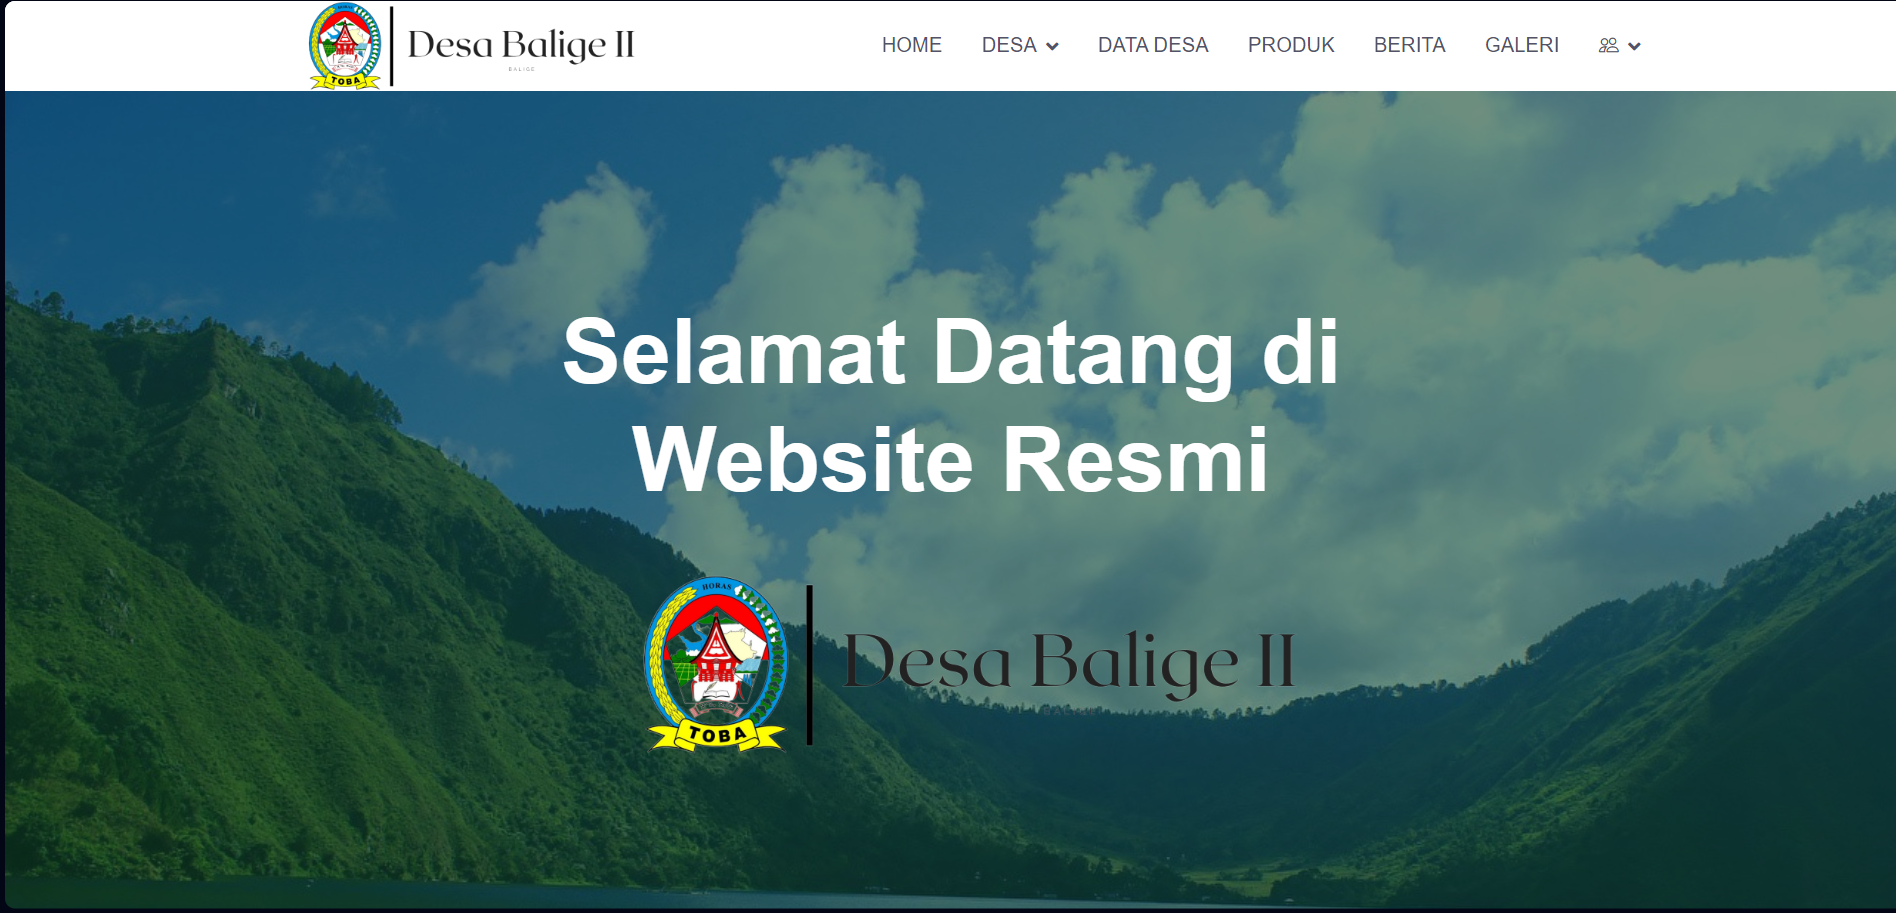 TOBA
Desa Balige II
BALIGE
HOME
DESA
DATA DESA
PRODUK
BERITA
GALERI
Selamat Datang di
Website Resmi
HORAS
TOBA
Desa Balige II